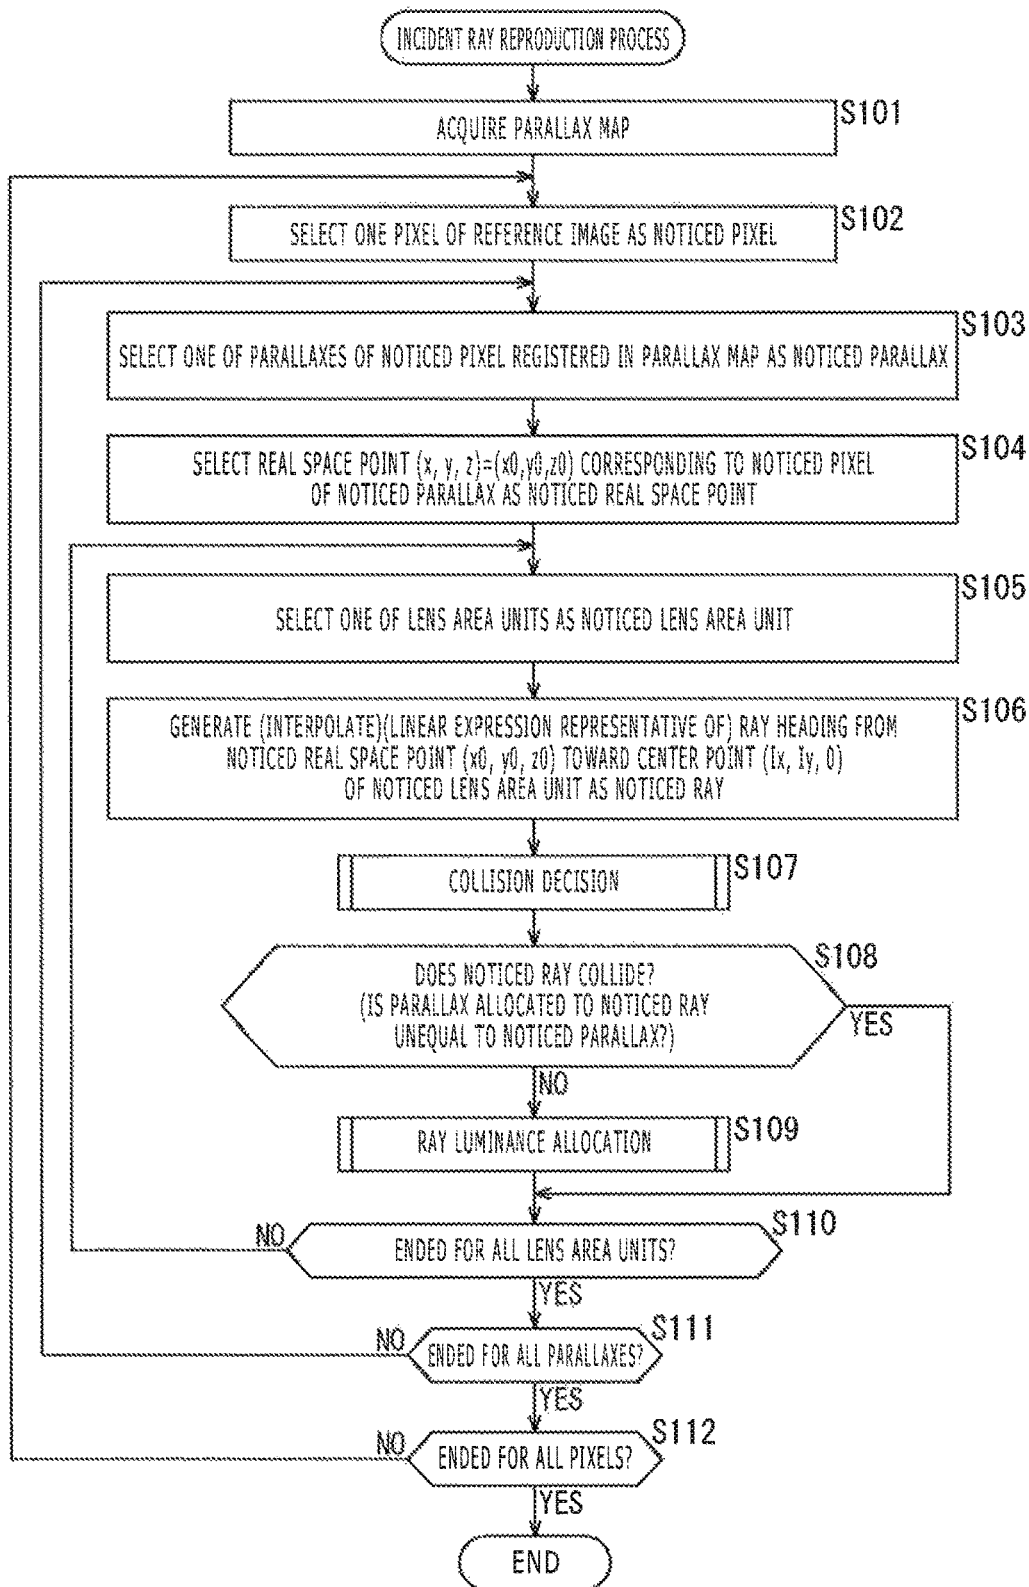 INCIDENT RAY REPRODUCTION PROCESS
S101
ACQUIRE PARALLAX MAP
S102
SELECT ONE PIXEL OF REFERENCE IMAGE AS NOTICED PIXEL
S103
SELECT ONE OF PARALLAXES OF NOTICED PIXEL REGISTERED IN PARALLAX MAP AS NOTICED PARALLAX
S104
SELECT REAL SPACE POINT (x, y, z)=(x0,y0,z0) CORRESPONDING TO NOTICED PIXEL
OF NOTICED PARALLAX AS NOTICED REAL SPACE POINT
S105
SELECT ONE OF LENS AREA UNITS AS NOTICED LENS AREA UNIT
S106
GENERATE (INTERPOLATE)(LINEAR EXPRESSION REPRESENTATIVE OF) RAY HEADING FROM
NOTICED REAL SPACE POINT (x0, y0, z0) TOWARD CENTER POINT (Ix, Iy, 0)
OF NOTICED LENS AREA UNIT AS NOTICED RAY
S107
COLLISION DECISION
S108
DOES NOTICED RAY COLLIDE?
(IS PARALLAX ALLOCATED TO NOTICED RAY
UNEQUAL TO NOTICED PARALLAX?)
YES
NO
S109
RAY LUMINANCE ALLOCATION
S110
NO
ENDED FOR ALL LENS AREA UNITS?
YES
S111
NO
ENDED FOR ALL PARALLAXES?
YES
S112
NO
ENDED FOR ALL PIXELS?
YES
END